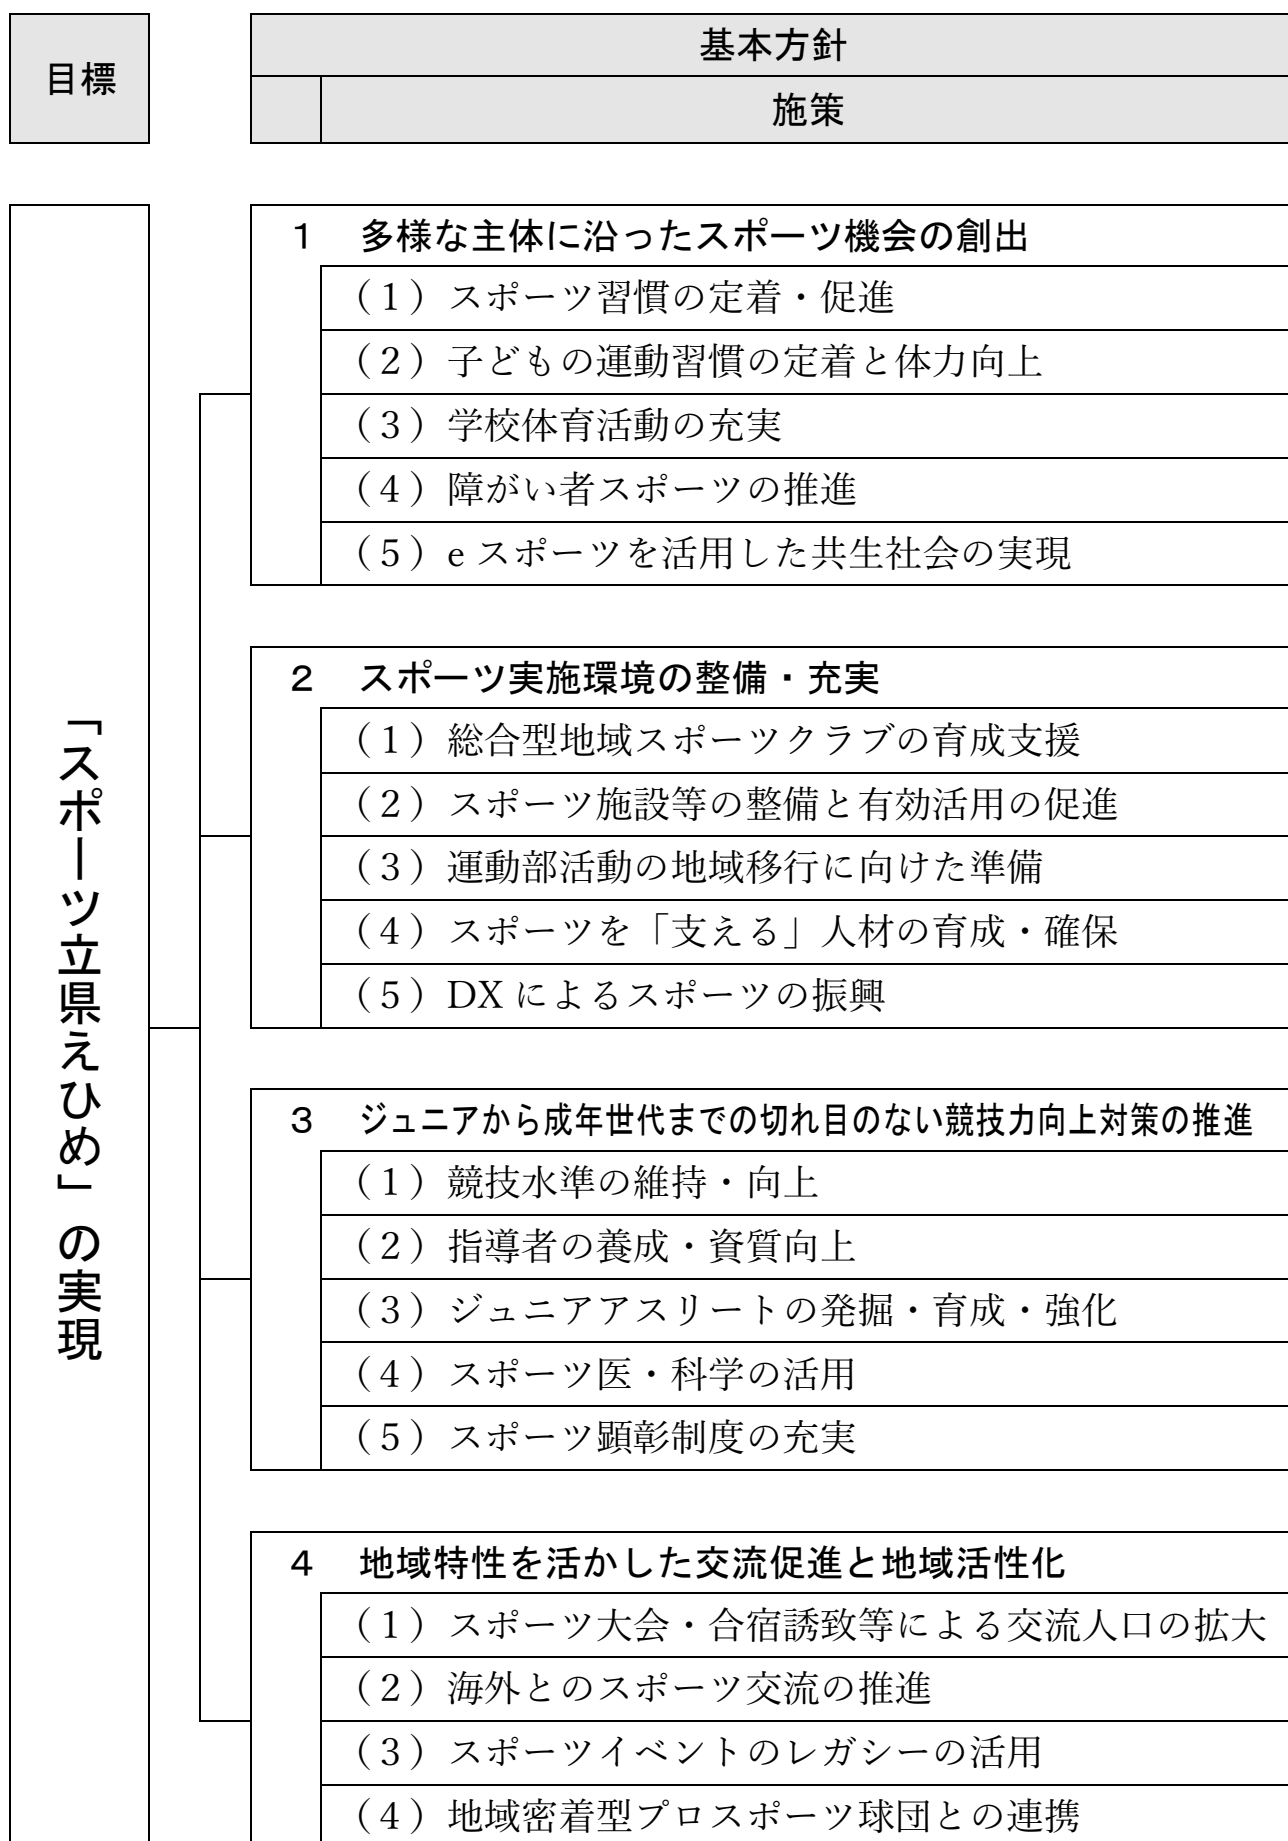 目標
基本方針
施策
「スポーツ立県えひめ」の実現
１　多様な主体に沿ったスポーツ機会の創出
（１）スポーツ習慣の定着・促進
（２）子どもの運動習慣の定着と体力向上
（３）学校体育活動の充実
（４）障がい者スポーツの推進
（５）e スポーツを活用した共生社会の実現
２　スポーツ実施環境の整備・充実
（１）総合型地域スポーツクラブの育成支援
（２）スポーツ施設等の整備と有効活用の促進
（３）運動部活動の地域移行に向けた準備
（４）スポーツを「支える」人材の育成・確保
（５）DX によるスポーツの振興
３　ジュニアから成年世代までの切れ目のない競技力向上対策の推進
（１）競技水準の維持・向上
（２）指導者の養成・資質向上
（３）ジュニアアスリートの発掘・育成・強化
（４）スポーツ医・科学の活用
（５）スポーツ顕彰制度の充実
４　地域特性を活かした交流促進と地域活性化
（１）スポーツ大会・合宿誘致等による交流人口の拡大
（２）海外とのスポーツ交流の推進
（３）スポーツイベントのレガシーの活用
（４）地域密着型プロスポーツ球団との連携